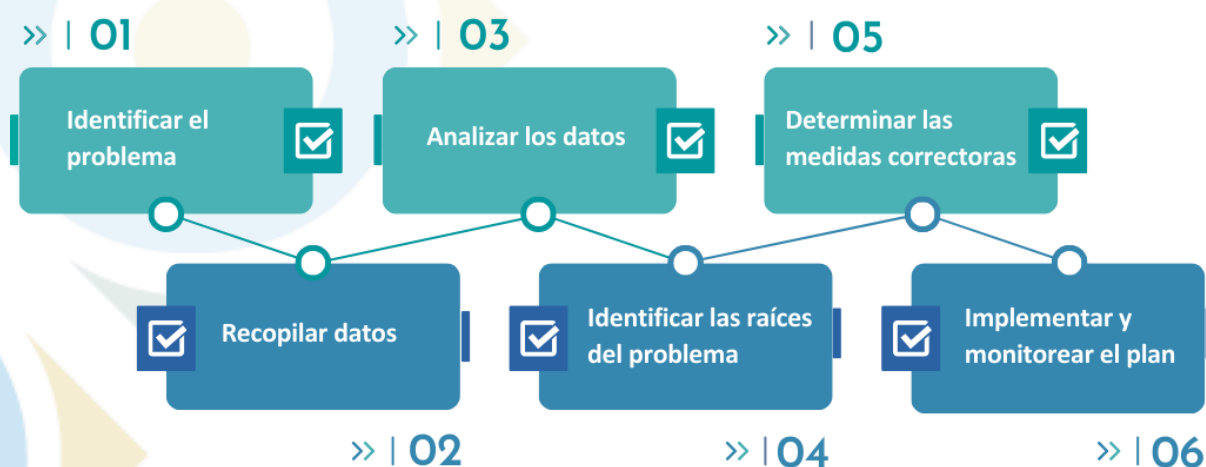 » | 01
Identificar el
problema
» | 02
Recopilar datos
» | 03
Analizar los datos
» | 04
Identificar las raíces
del problema
» | 05
Determinar las
medidas correctoras
» | 06
Implementar y
monitorear el plan